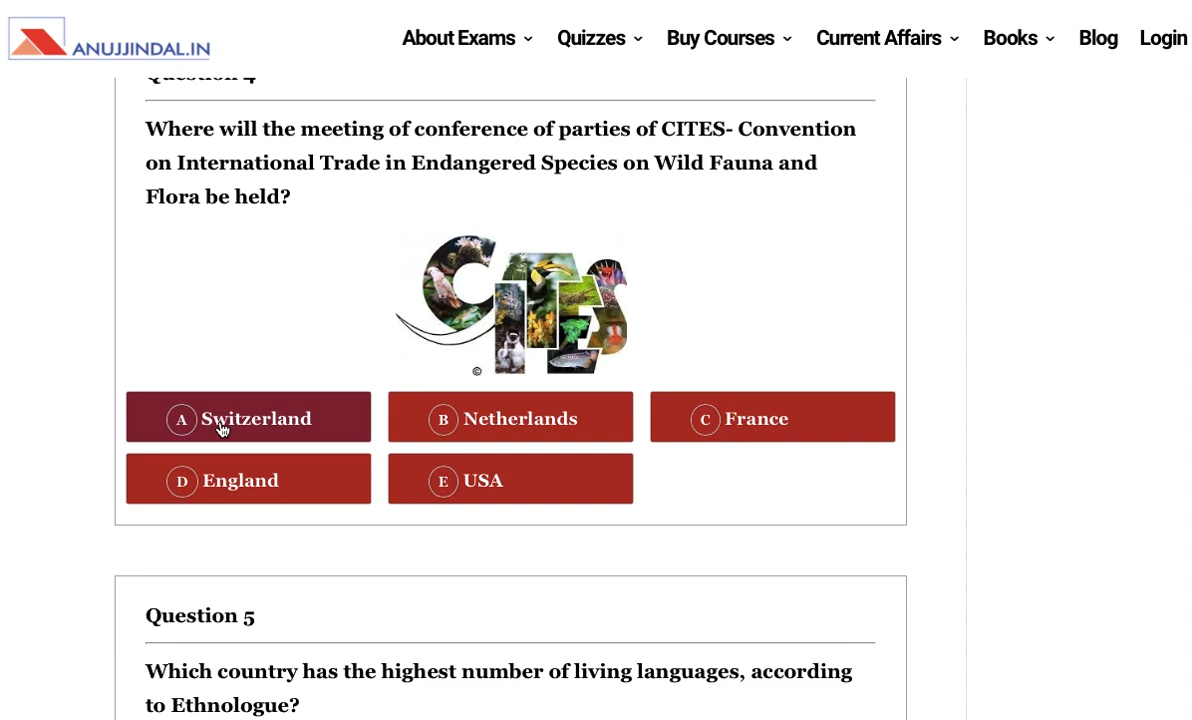 ANUJJINDAL.IN
About Exams Quizzes Buy Courses Current Affairs Books Blog Login
Question 4
Where will the meeting of conference of parties of CITES- Convention
on International Trade in Endangered Species on Wild Fauna and
Flora be held?
CITES
©
A Switzerland B Netherlands C France
D England E USA
Question 5
Which country has the highest number of living languages, according
to Ethnologue?